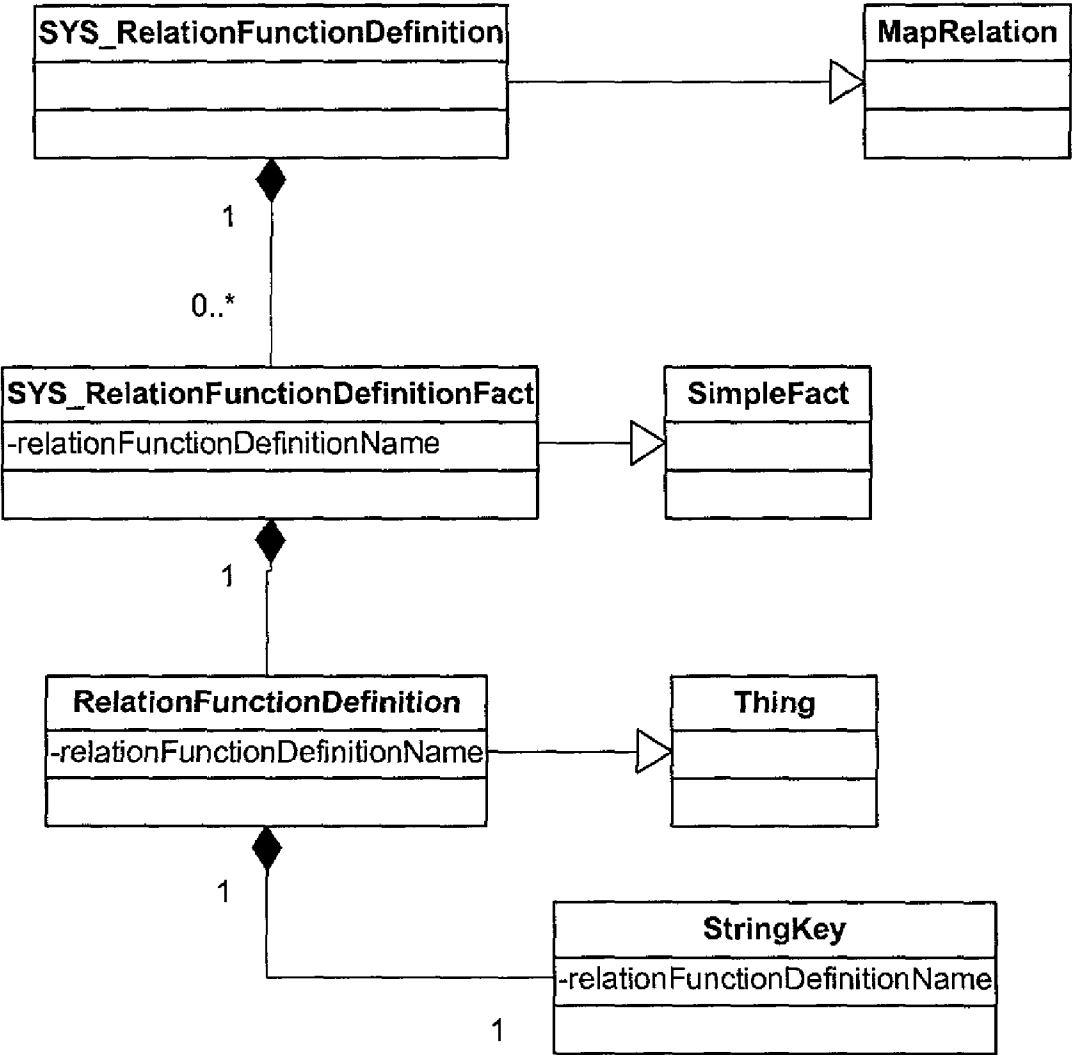 SYS_RelationFunctionDefinition
MapRelation
1
0..*
SYS_RelationFunctionDefinitionFact
-relationFunctionDefinitionName
SimpleFact
1
RelationFunctionDefinition
-relationFunctionDefinitionName
Thing
1
StringKey
-relationFunctionDefinitionName
1